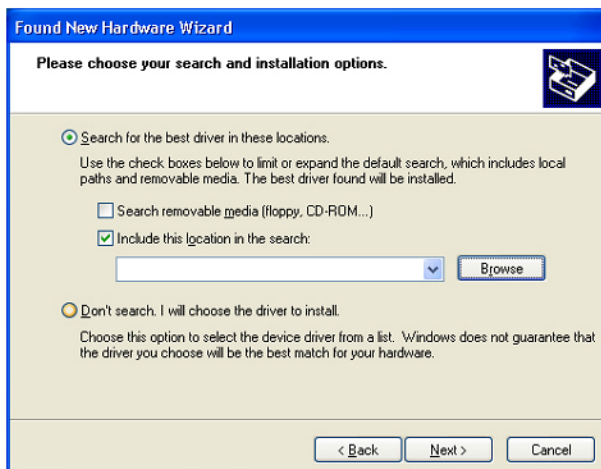 Found New Hardware Wizard
Please choose your search and installation options.
Search for the best driver in these locations.
Use the check boxes below to limit or expand the default search, which includes local
paths and removable media. The best driver found will be installed.
Search removable media (floppy, CD-ROM...)
Include this location in the search:
Browse
Don't search. I will choose the driver to install.
Choose this option to select the device driver from a list. Windows does not guarantee that
the driver you choose will be the best match for your hardware.
< Back Next > Cancel